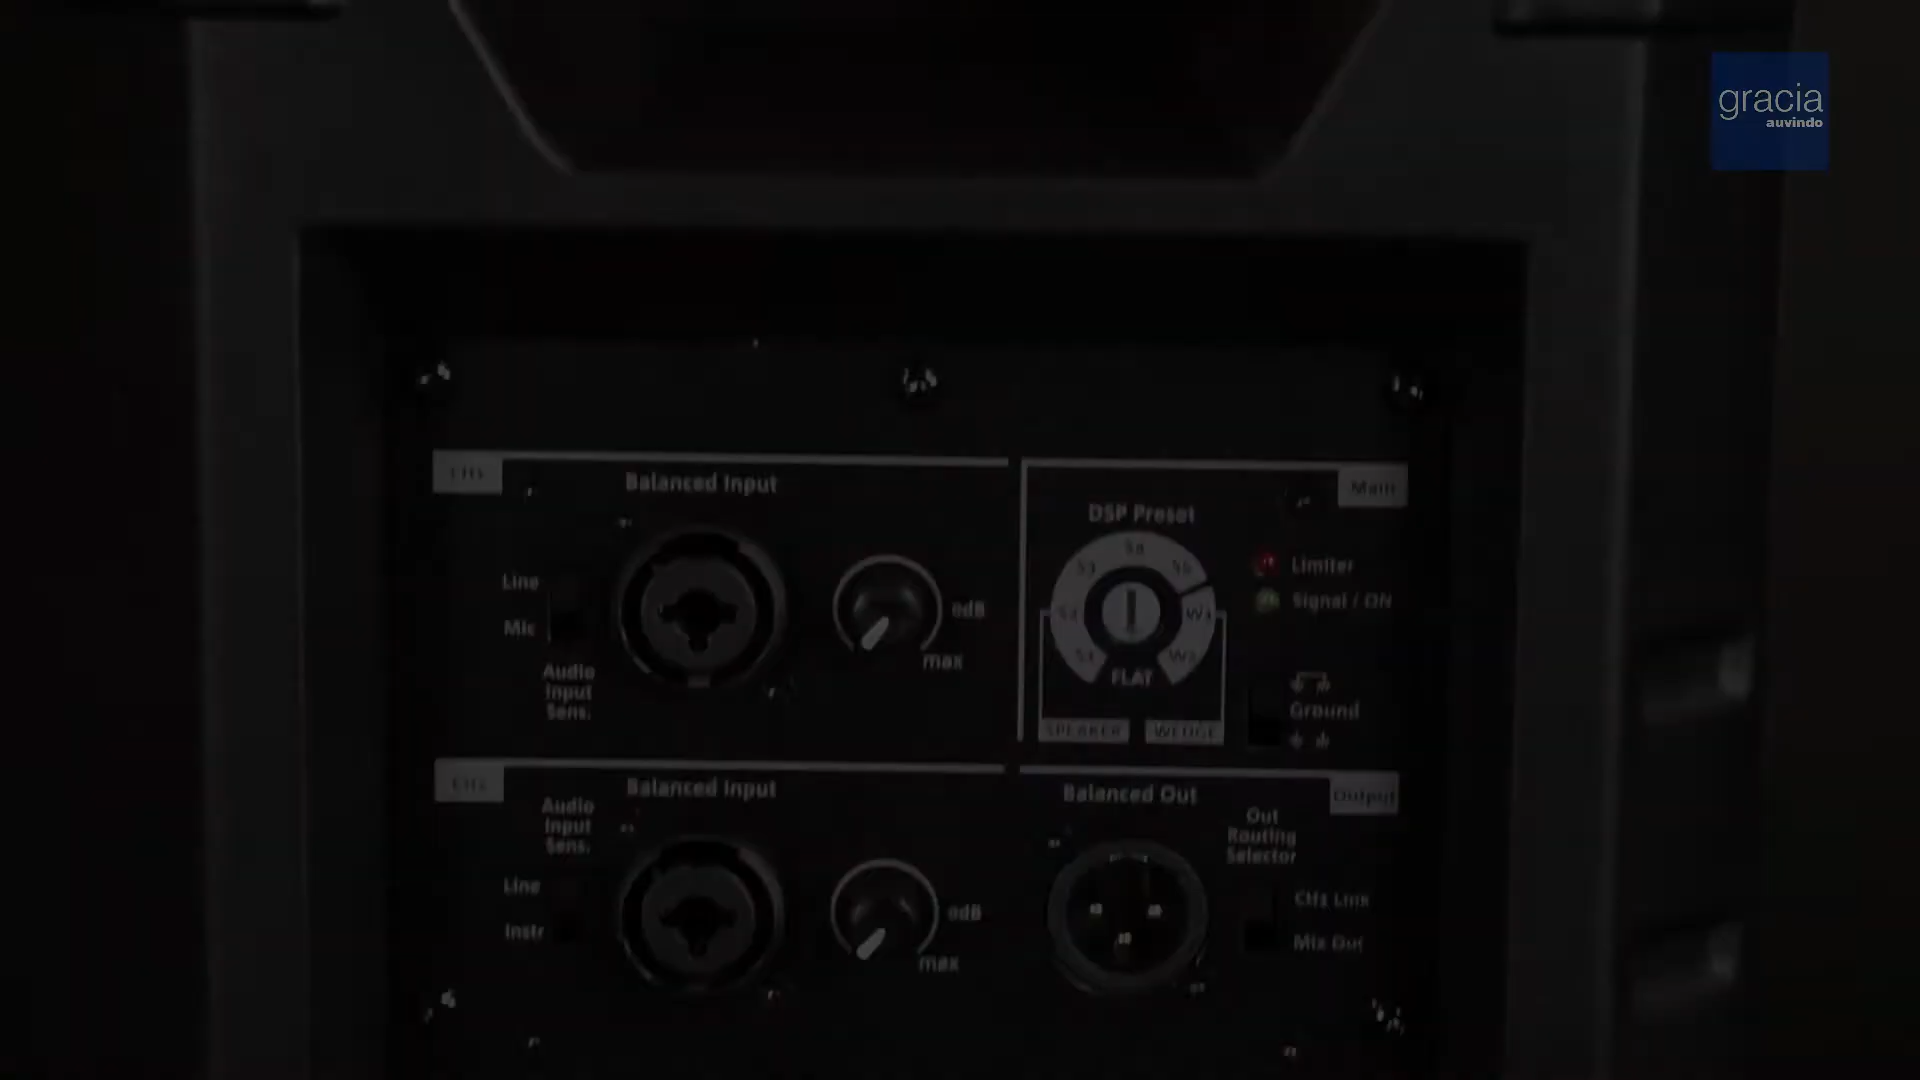 gracia
auvindo
Balanced Input
Line
Mic
Audio
Input
Sens.
0dB
max
Main
DSP Preset
FLAT
SPEAKER
WEDGE
Limiter
Signal / ON
Ground
Balanced Input
Audio
Input
Sens.
Line
Instr
0dB
max
Output
Balanced Out
Out
Routing
Selector
CH1 Link
Mix Out